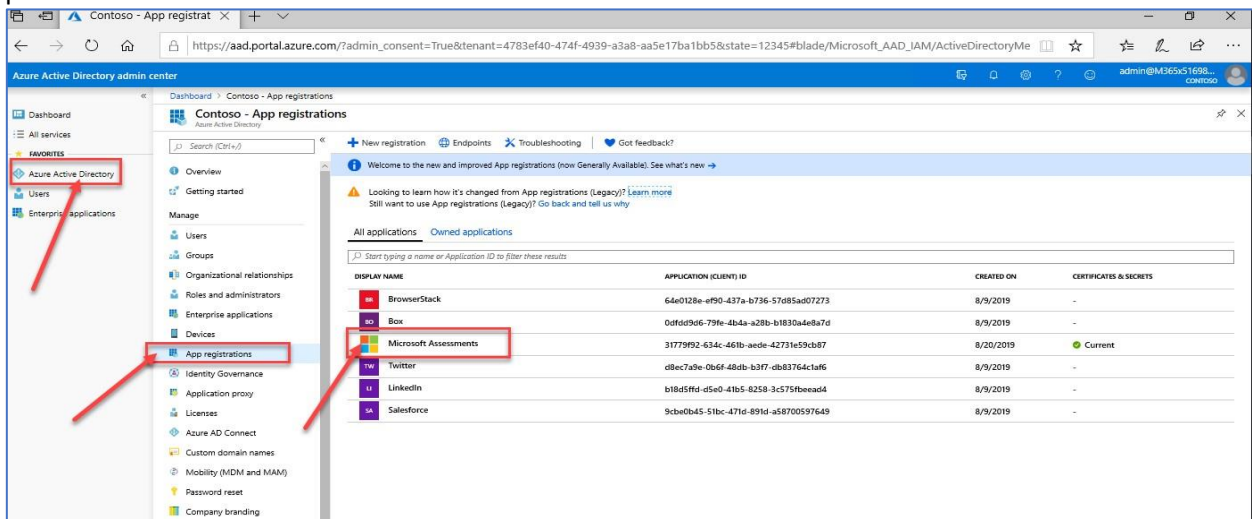 Contoso - App registrat
https://aad.portal.azure.com/?admin_consent=True&tenant=4783ef40-474f-4939-a3a8-aa5e17ba1bb5&state=12345#blade/Microsoft_AAD_IAM/ActiveDirectoryMe
Azure Active Directory admin center
admin@M365x51698...
CONTOSO
Dashboard > Contoso - App registrations
Dashboard
All services
FAVORITES
Azure Active Directory
Users
Enterprise applications
Contoso - App registrations
Azure Active Directory
Search (Ctrl+/)
Overview
Getting started
Manage
Users
Groups
Organizational relationships
Roles and administrators
Enterprise applications
Devices
App registrations
Identity Governance
Application proxy
Licenses
Azure AD Connect
Custom domain names
Mobility (MDM and MAM)
Password reset
Company branding
New registration Endpoints Troubleshooting Got feedback?
Welcome to the new and improved App registrations (now Generally Available). See what's new →
Looking to learn how it's changed from App registrations (Legacy)? Learn more
Still want to use App registrations (Legacy)? Go back and tell us why
All applications Owned applications
Start typing a name or Application ID to filter these results
DISPLAY NAME APPLICATION (CLIENT) ID CREATED ON CERTIFICATES & SECRETS
BR BrowserStack 64e0128e-ef90-437a-b736-57d85ad07273 8/9/2019 -
BO Box 0dfdd9d6-79fe-4b4a-a28b-b1830a4e8a7d 8/9/2019 -
Microsoft Assessments 31779f92-634c-461b-aede-42731e59cb87 8/20/2019 Current
TW Twitter d8ec7a9e-0b6f-48db-b3f7-db83764c1af6 8/9/2019 -
LI LinkedIn b18d5ffd-d5e0-41b5-8258-3c575fbeead4 8/9/2019 -
SA Salesforce 9cbe0b45-51bc-471d-891d-a58700597649 8/9/2019 -